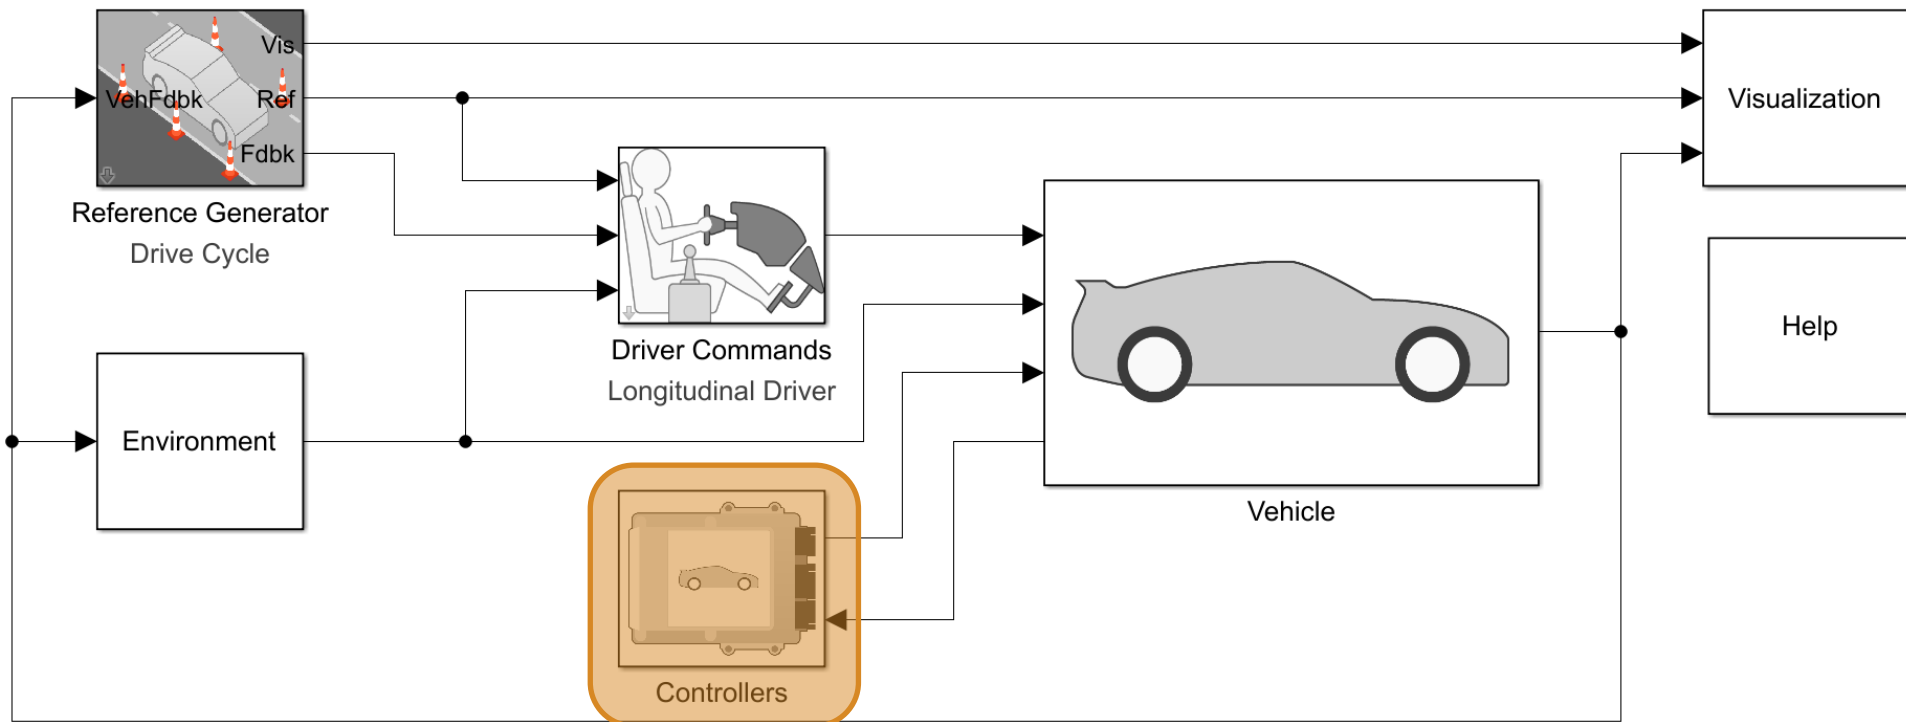 Vis
VehFdbk
Ref
Fdbk
Reference Generator
Drive Cycle
Visualization
Driver Commands
Longitudinal Driver
Help
Environment
Vehicle
Controllers